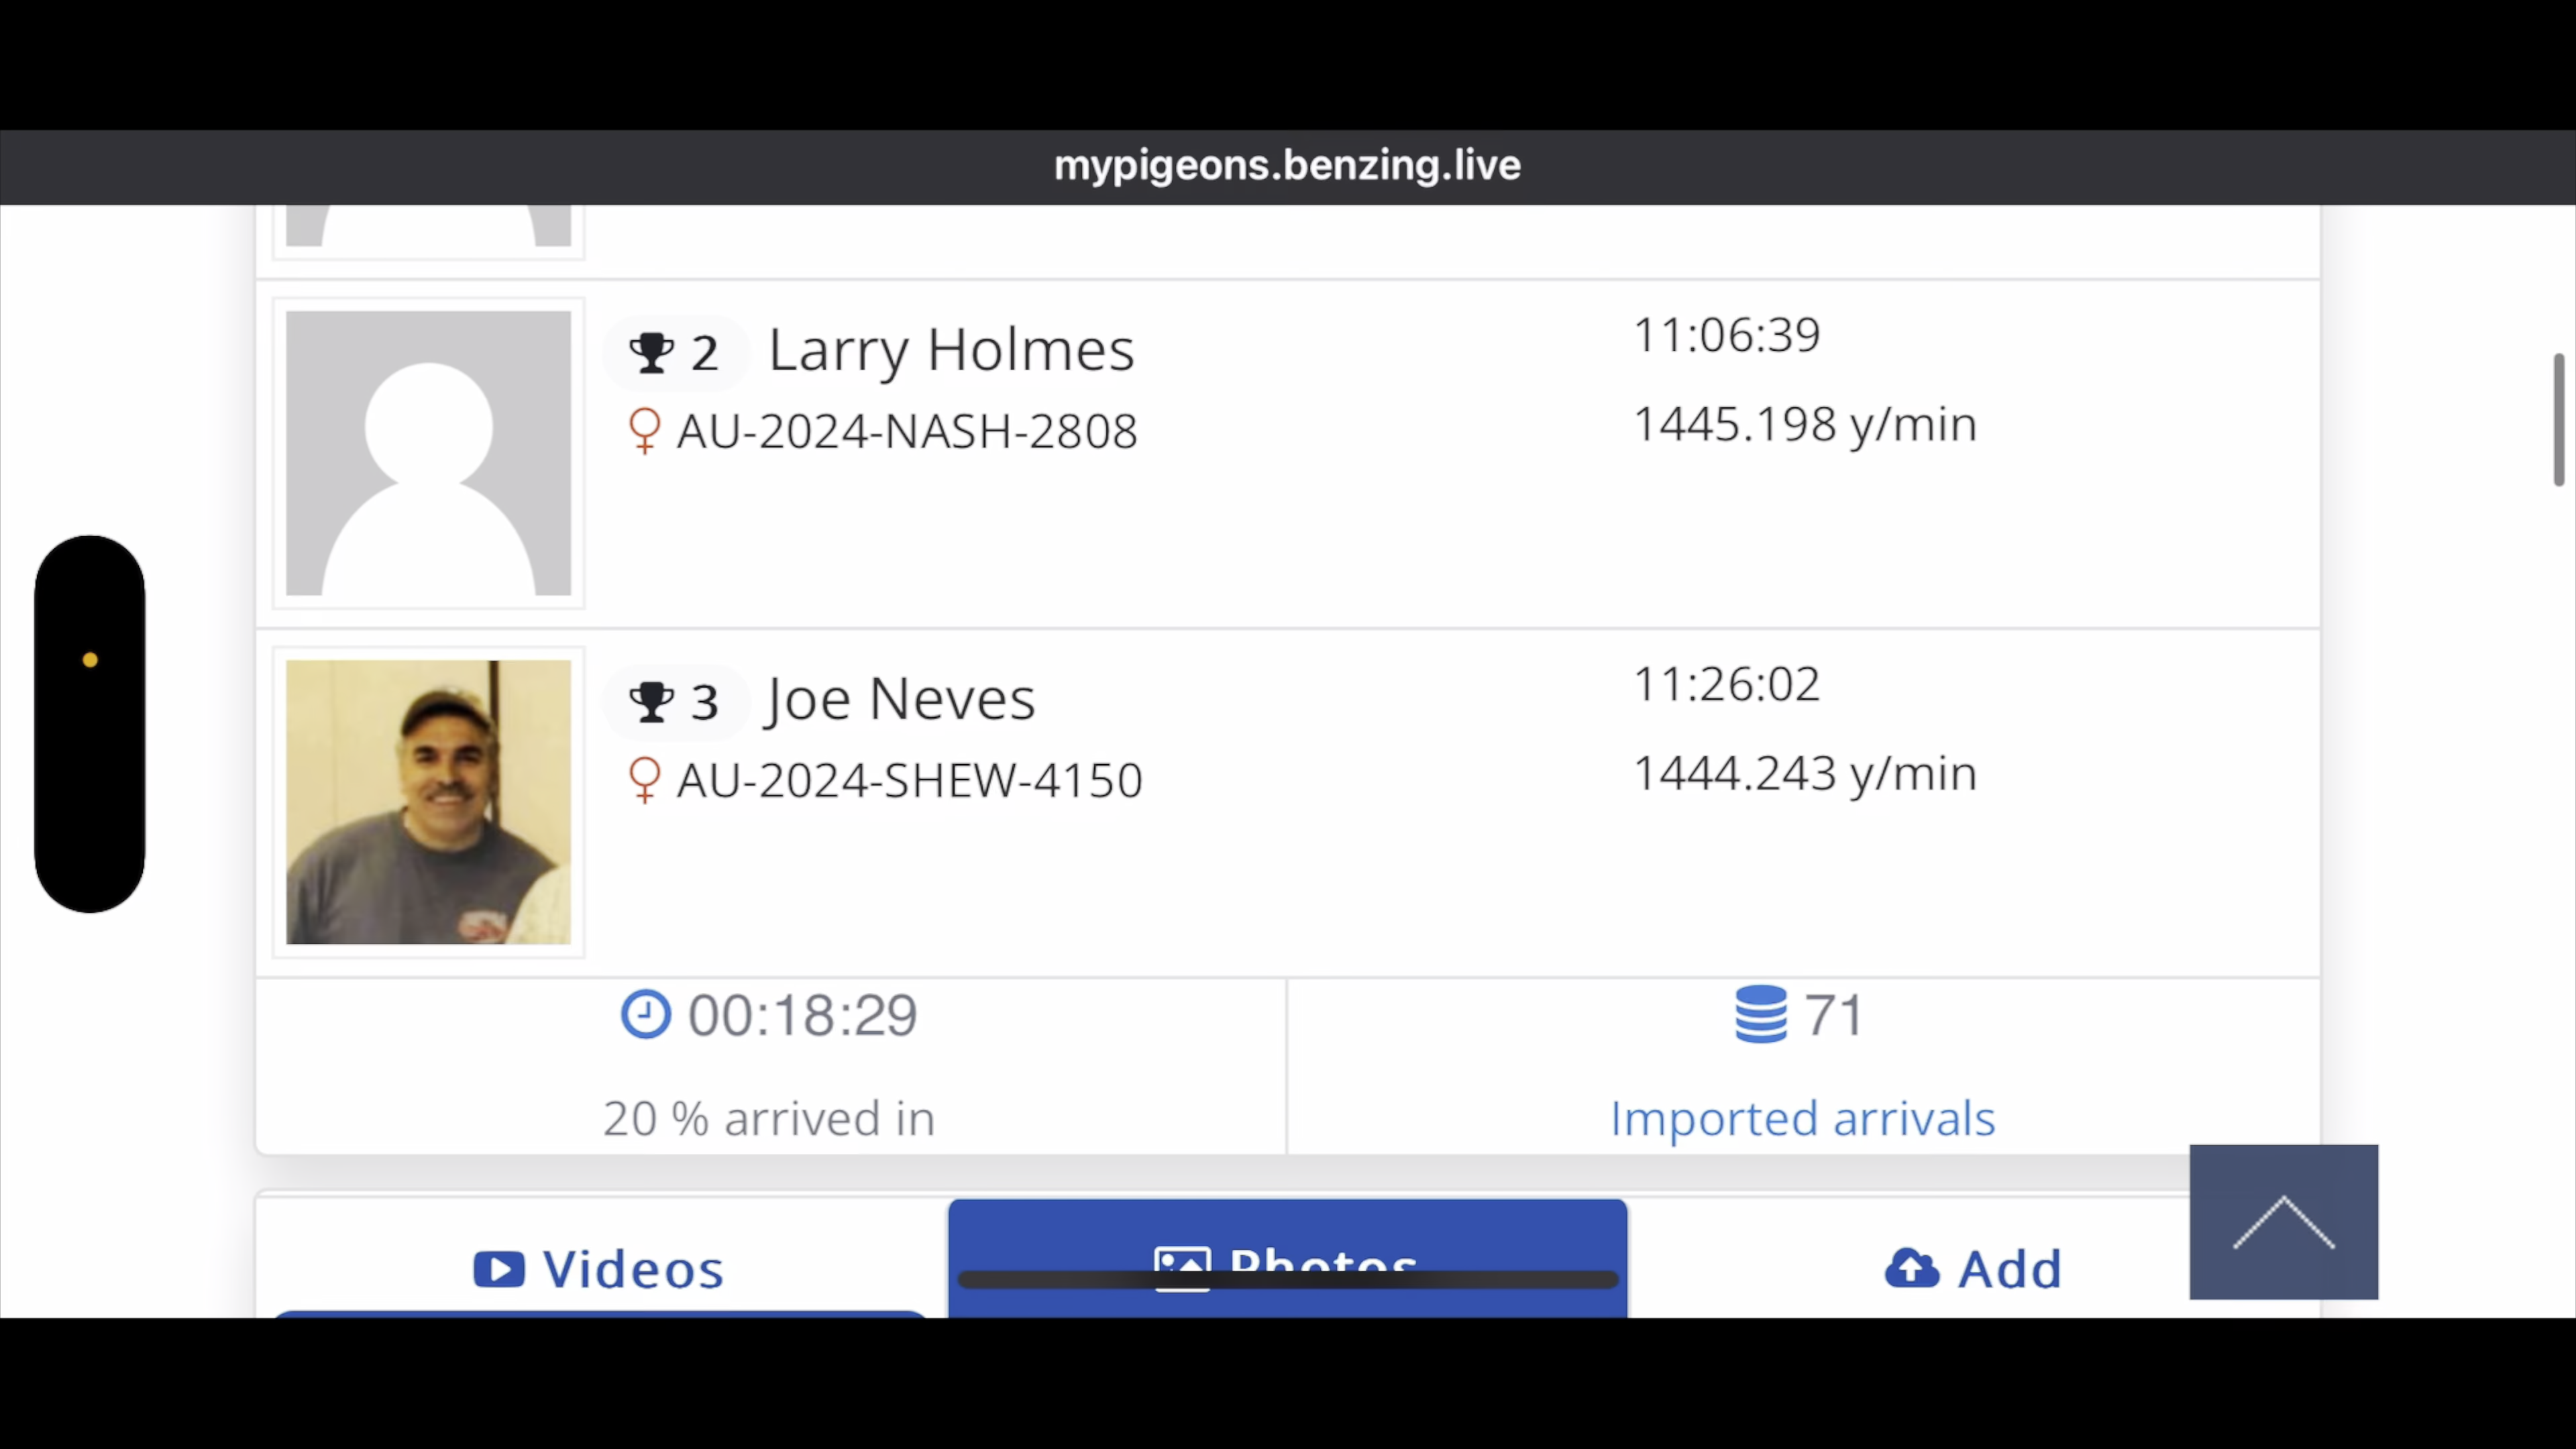 mypigeons.benzing.live
2 Larry Holmes
11:06:39
AU-2024-NASH-2808
1445.198 y/min
3 Joe Neves
11:26:02
AU-2024-SHEW-4150
1444.243 y/min
00:18:29
71
20 % arrived in
Imported arrivals
Videos
Photos
Add